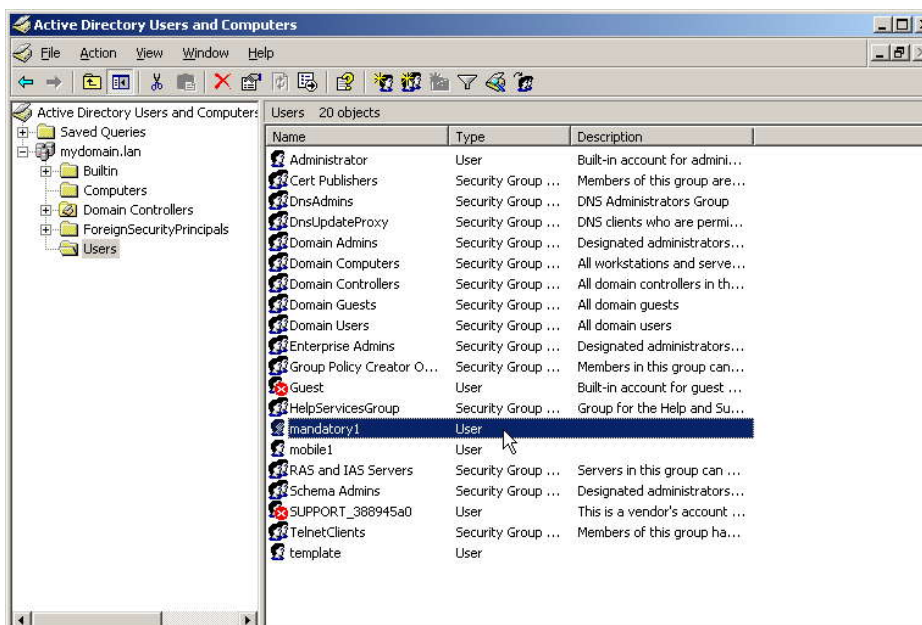 Active Directory Users and Computers
File Action View Window Help
Active Directory Users and Computers
Saved Queries
mydomain.lan
Builtin
Computers
Domain Controllers
ForeignSecurityPrincipals
Users
Users 20 objects
Name Type Description
Administrator User Built-in account for admini...
Cert Publishers Security Group ... Members of this group are...
DnsAdmins Security Group ... DNS Administrators Group
DnsUpdateProxy Security Group ... DNS clients who are permi...
Domain Admins Security Group ... Designated administrators...
Domain Computers Security Group ... All workstations and serve...
Domain Controllers Security Group ... All domain controllers in th...
Domain Guests Security Group ... All domain guests
Domain Users Security Group ... All domain users
Enterprise Admins Security Group ... Designated administrators...
Group Policy Creator O... Security Group ... Members in this group can...
Guest User Built-in account for guest ...
HelpServicesGroup Security Group ... Group for the Help and Su...
mandatory1 User
mobile1 User
RAS and IAS Servers Security Group ... Servers in this group can ...
Schema Admins Security Group ... Designated administrators...
SUPPORT_388945a0 User This is a vendor's account ...
TelnetClients Security Group ... Members of this group ha...
template User